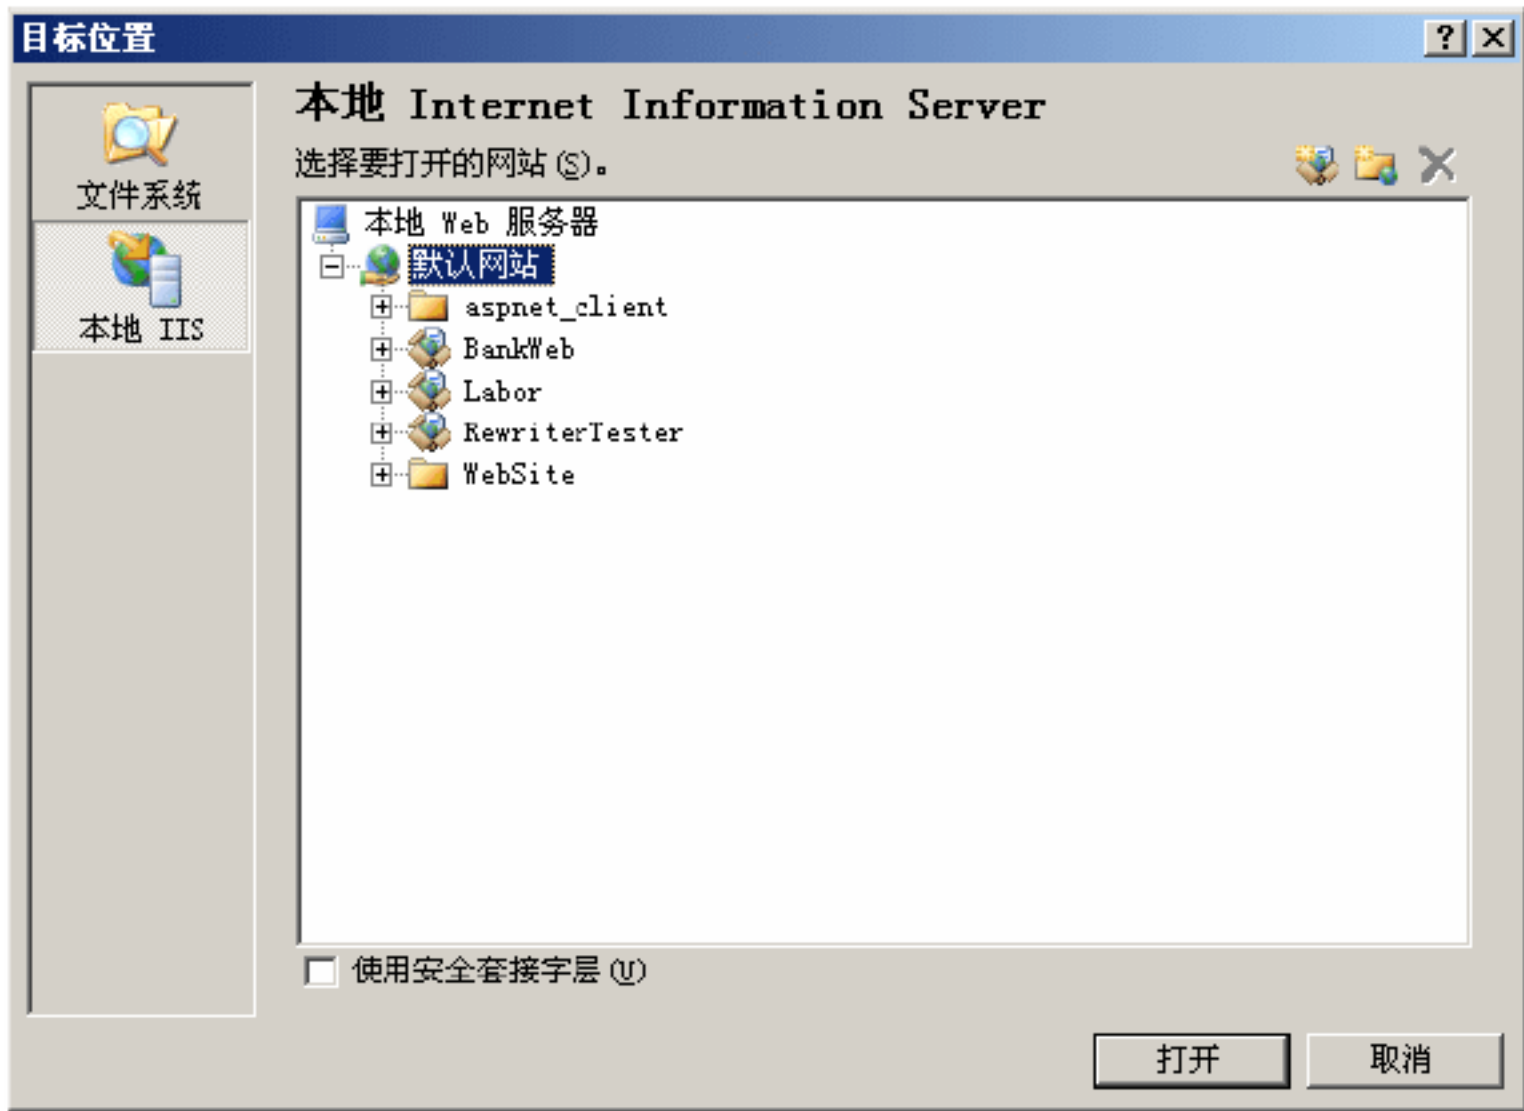 目标位置
文件系统
本地 IIS
本地 Internet Information Server
选择要打开的网站(S)。
本地 Web 服务器
默认网站
aspnet_client
BankWeb
Labor
RewriterTester
WebSite
使用安全套接字层(U)
打开
取消